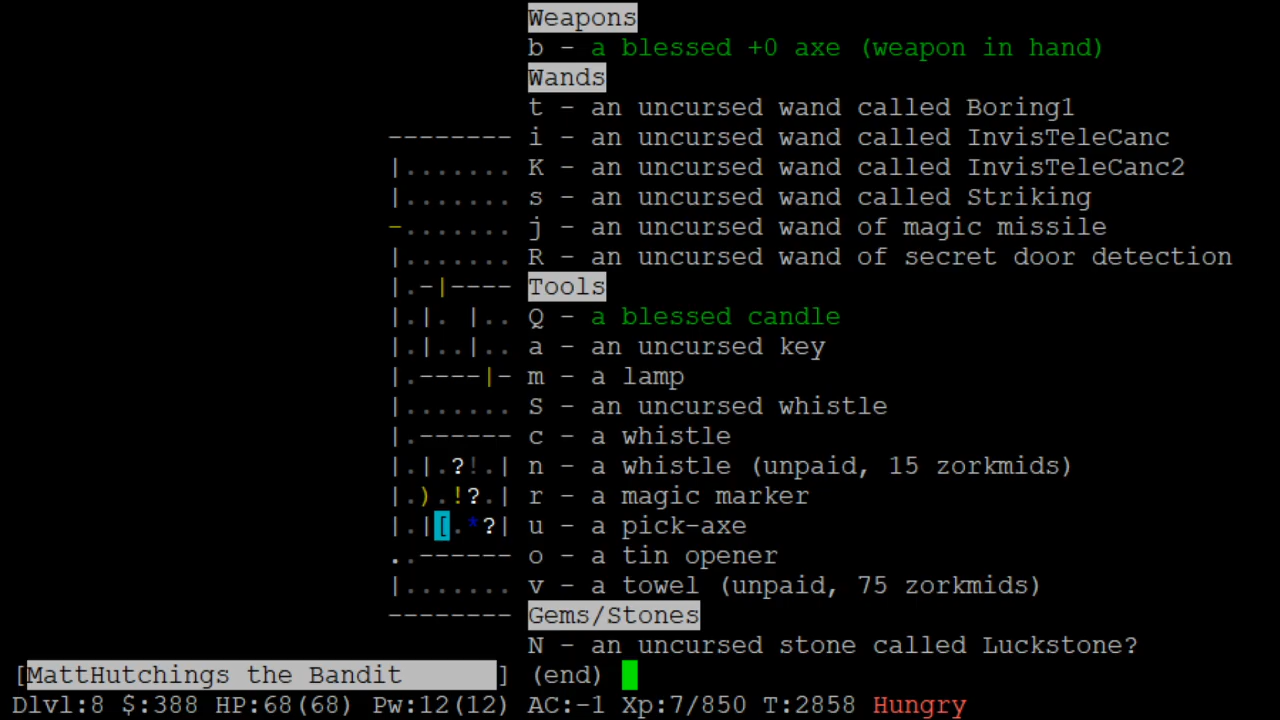 Weapons
b - a blessed +0 axe (weapon in hand)
Wands
t - an uncursed wand called Boring1
-------- i - an uncursed wand called InvisTeleCanc
|....... K - an uncursed wand called InvisTeleCanc2
|....... s - an uncursed wand called Striking
-....... j - an uncursed wand of magic missile
|....... R - an uncursed wand of secret door detection
|.-|---- Tools
|.|. |.. Q - a blessed candle
|.|..|.. a - an uncursed key
|.----|- m - a lamp
|....... S - an uncursed whistle
|.------ c - a whistle
|.|.?!.| n - a whistle (unpaid, 15 zorkmids)
|.).!?.| r - a magic marker
|.|[.*?| u - a pick-axe
..------ o - a tin opener
|....... v - a towel (unpaid, 75 zorkmids)
-------- Gems/Stones
N - an uncursed stone called Luckstone?
[MattHutchings the Bandit ] (end)
Dlvl:8 $:388 HP:68(68) Pw:12(12) AC:-1 Xp:7/850 T:2858 Hungry